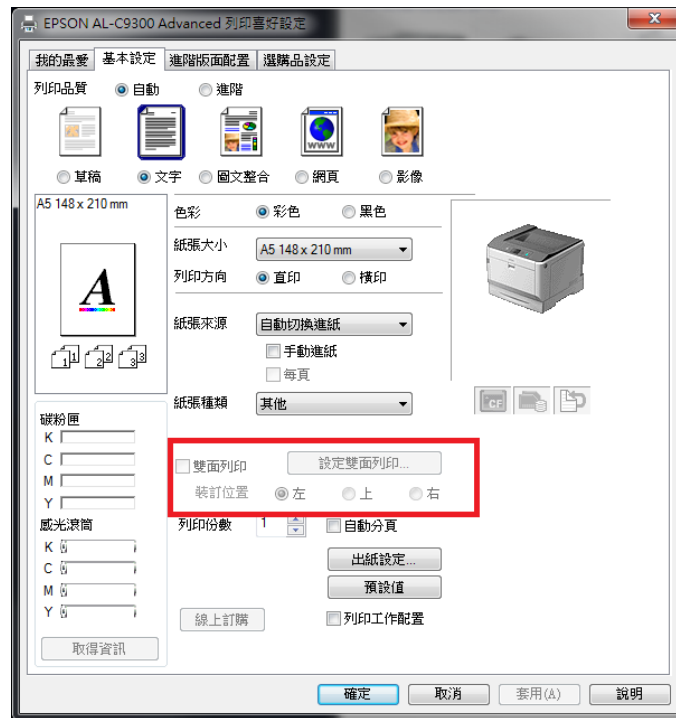 EPSON AL-C9300 Advanced 列印喜好設定
我的最愛 基本設定 進階版面配置 選購品設定
列印品質 自動 進階
WWW
草稿 文字 圖文整合 網頁 影像
A5 148 x 210 mm
色彩 彩色 黑色
紙張大小 A5 148 x 210 mm
列印方向 直印 橫印
A
紙張來源 自動切換進紙
1 1 2 2 3 3
手動進紙
每頁
紙張種類 其他
CF
碳粉匣
K
C
M
Y
雙面列印 設定雙面列印...
裝訂位置 左 上 右
感光滾筒
K
C
M
Y
列印份數 1 自動分頁
出紙設定...
預設值
線上訂購 列印工作配置
取得資訊
確定 取消 套用(A) 說明